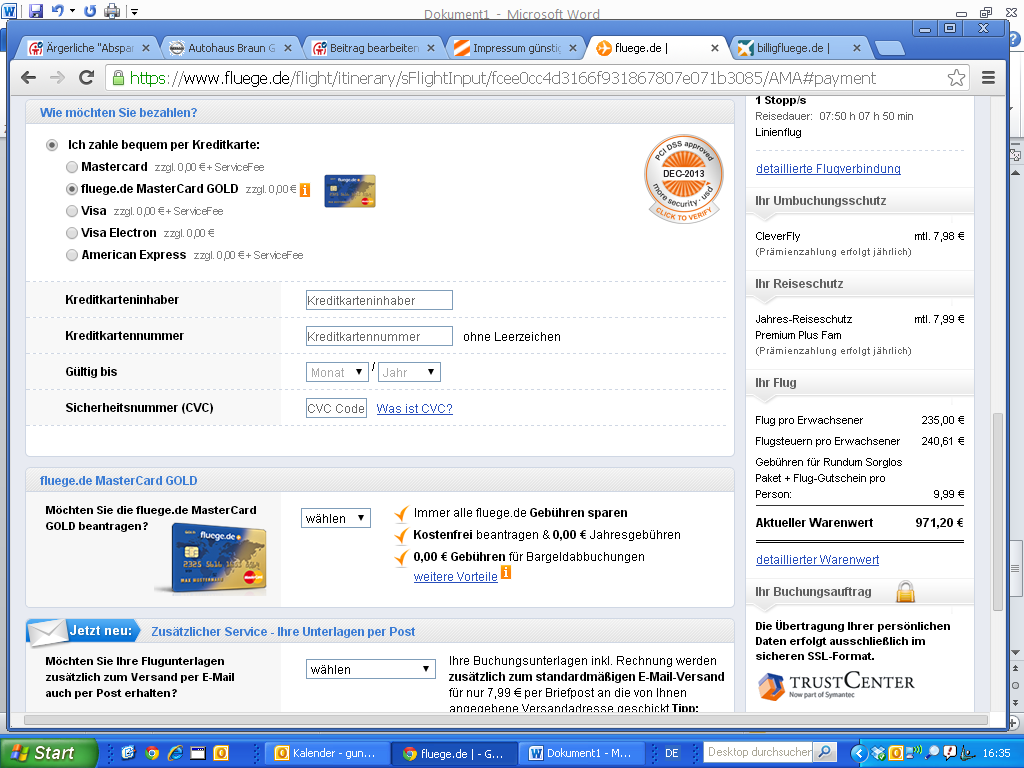 Dokument1 - Microsoft Word
Ärgerliche "Abspa
Autohaus Braun G
Beitrag bearbeiten
Impressum günstig
fluege.de |
billigfluege.de |
https://www.fluege.de/flight/itinerary/sFlightInput/fcee0cc4d3166f931867807e071b3085/AMA#payment
Wie möchten Sie bezahlen?
Ich zahle bequem per Kreditkarte:
Mastercard zzgl. 0,00 € + ServiceFee
fluege.de MasterCard GOLD zzgl. 0,00 €
Visa zzgl. 0,00 € + ServiceFee
Visa Electron zzgl. 0,00 €
American Express zzgl. 0,00 € + ServiceFee
PCI DSS approved
DEC-2013
more security - usd
CLICK TO VERIFY
Kreditkarteninhaber Kreditkarteninhaber
Kreditkartennummer Kreditkartennummer ohne Leerzeichen
Gültig bis Monat / Jahr
Sicherheitsnummer (CVC) CVC Code Was ist CVC?
fluege.de MasterCard GOLD
Möchten Sie die fluege.de MasterCard
GOLD beantragen?
fluege.de
wählen
Immer alle fluege.de Gebühren sparen
Kostenfrei beantragen & 0,00 € Jahresgebühren
0,00 € Gebühren für Bargeldabbuchungen
weitere Vorteile
Jetzt neu: Zusätzlicher Service - Ihre Unterlagen per Post
Möchten Sie Ihre Flugunterlagen
zusätzlich zum Versand per E-Mail
auch per Post erhalten?
wählen
Ihre Buchungsunterlagen inkl. Rechnung werden
zusätzlich zum standardmäßigen E-Mail-Versand
für nur 7,99 € per Briefpost an die von Ihnen
angegebene Versandadresse geschickt Tipp:
1 Stopp/s
Reisedauer: 07:50 h 07 h 50 min
Linienflug
detaillierte Flugverbindung
Ihr Umbuchungsschutz
CleverFly mtl. 7,98 €
(Prämienzahlung erfolgt jährlich)
Ihr Reiseschutz
Jahres-Reiseschutz mtl. 7,99 €
Premium Plus Fam
(Prämienzahlung erfolgt jährlich)
Ihr Flug
Flug pro Erwachsener 235,00 €
Flugsteuern pro Erwachsener 240,61 €
Gebühren für Rundum Sorglos
Paket + Flug-Gutschein pro
Person: 9,99 €
Aktueller Warenwert 971,20 €
detaillierter Warenwert
Ihr Buchungsauftrag
Die Übertragung Ihrer persönlichen
Daten erfolgt ausschließlich im
sicheren SSL-Format.
TRUSTCENTER
Now part of Symantec
Start
Kalender - gun...
fluege.de | - G...
Dokument1 - M...
DE
Desktop durchsuchen
16:35